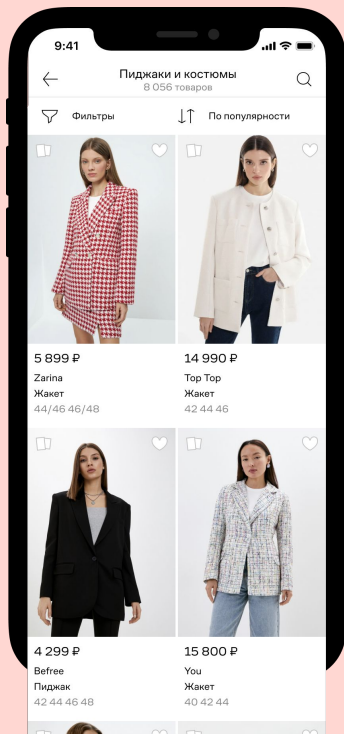 9:41
Пиджаки и костюмы
8 056 товаров
Фильтры
По популярности
5 899 ₽
Zarina
Жакет
44/46 46/48
14 990 ₽
Top Top
Жакет
42 44 46
4 299 ₽
Befree
Пиджак
42 44 46 48
15 800 ₽
You
Жакет
40 42 44